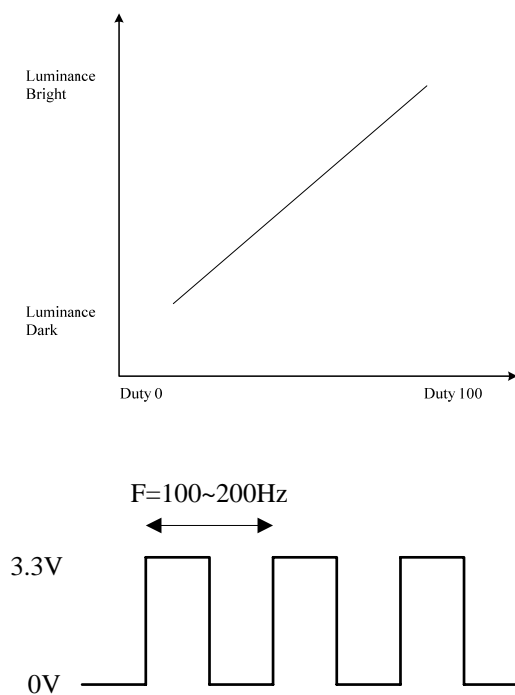 Luminance
Bright
Luminance
Dark
Duty 0
Duty 100
F=100~200Hz
3.3V
0V